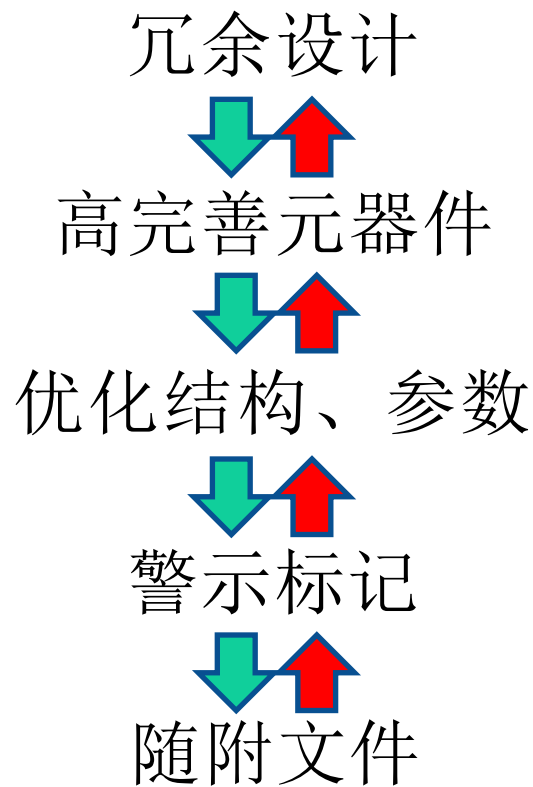 冗余设计
高完善元器件
优化结构、参数
警示标记
随附文件